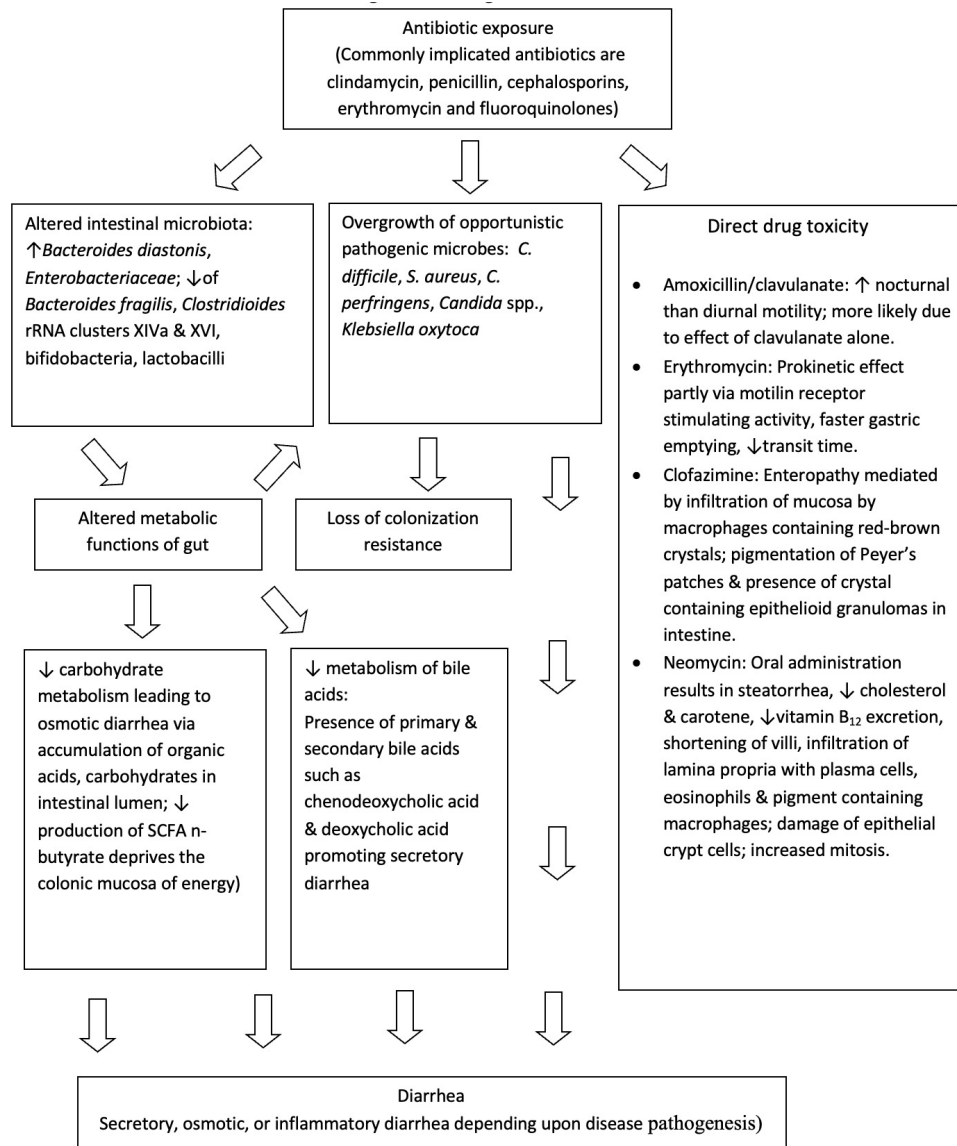 Antibiotic exposure
(Commonly implicated antibiotics are
clindamycin, penicillin, cephalosporins,
erythromycin and fluoroquinolones)
Altered intestinal microbiota:
↑Bacteroides diastonis,
Enterobacteriaceae; ↓of
Bacteroides fragilis, Clostridioides
rRNA clusters XIVa & XVI,
bifidobacteria, lactobacilli
Overgrowth of opportunistic
pathogenic microbes: C.
difficile, S. aureus, C.
perfringens, Candida spp.,
Klebsiella oxytoca
Direct drug toxicity
• Amoxicillin/clavulanate: ↑ nocturnal
than diurnal motility; more likely due
to effect of clavulanate alone.
• Erythromycin: Prokinetic effect
partly via motilin receptor
stimulating activity, faster gastric
emptying, ↓transit time.
• Clofazimine: Enteropathy mediated
by infiltration of mucosa by
macrophages containing red-brown
crystals; pigmentation of Peyer's
patches & presence of crystal
containing epithelioid granulomas in
intestine.
• Neomycin: Oral administration
results in steatorrhea, ↓ cholesterol
& carotene, ↓vitamin B12 excretion,
shortening of villi, infiltration of
lamina propria with plasma cells,
eosinophils & pigment containing
macrophages; damage of epithelial
crypt cells; increased mitosis.
Altered metabolic
functions of gut
Loss of colonization
resistance
↓ carbohydrate
metabolism leading to
osmotic diarrhea via
accumulation of organic
acids, carbohydrates in
intestinal lumen; ↓
production of SCFA n-
butyrate deprives the
colonic mucosa of energy)
↓ metabolism of bile
acids:
Presence of primary &
secondary bile acids
such as
chenodeoxycholic acid
& deoxycholic acid
promoting secretory
diarrhea
Diarrhea
Secretory, osmotic, or inflammatory diarrhea depending upon disease pathogenesis)